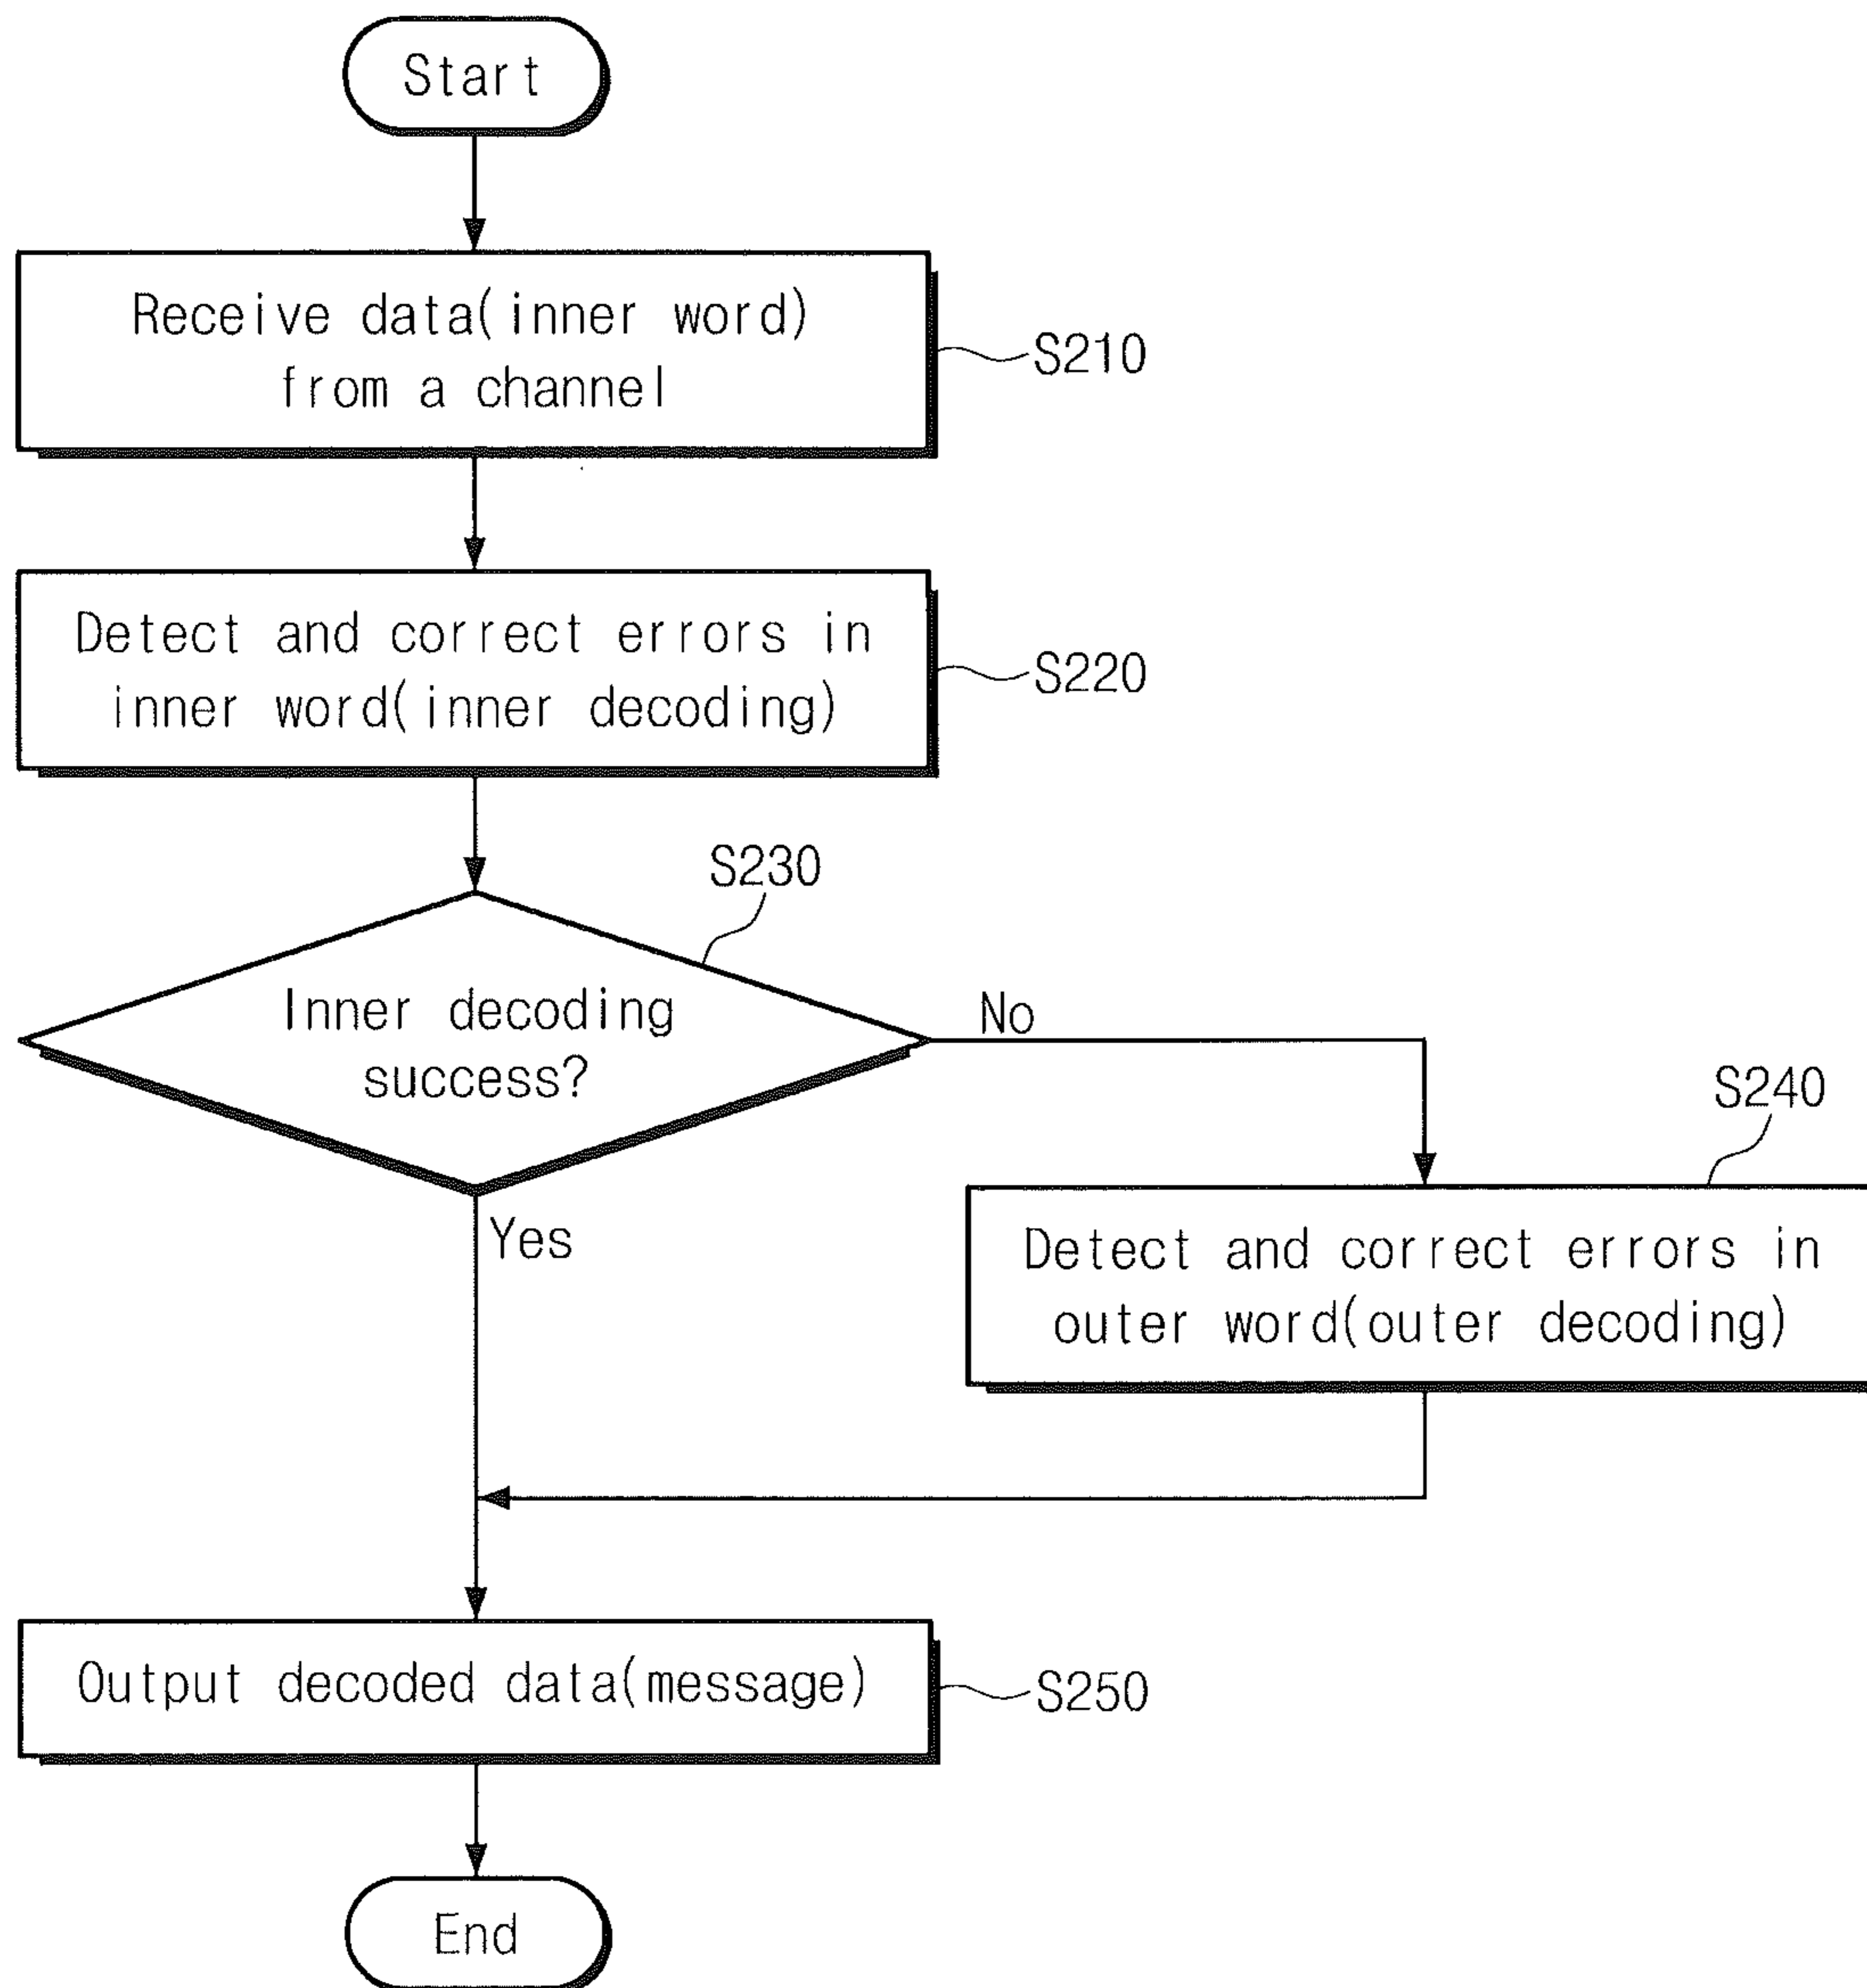 Start
Receive data(inner word)
from a channel
S210
Detect and correct errors in
inner word(inner decoding)
S220
S230
Inner decoding
success?
No
Yes
S240
Detect and correct errors in
outer word(outer decoding)
Output decoded data(message)
S250
End